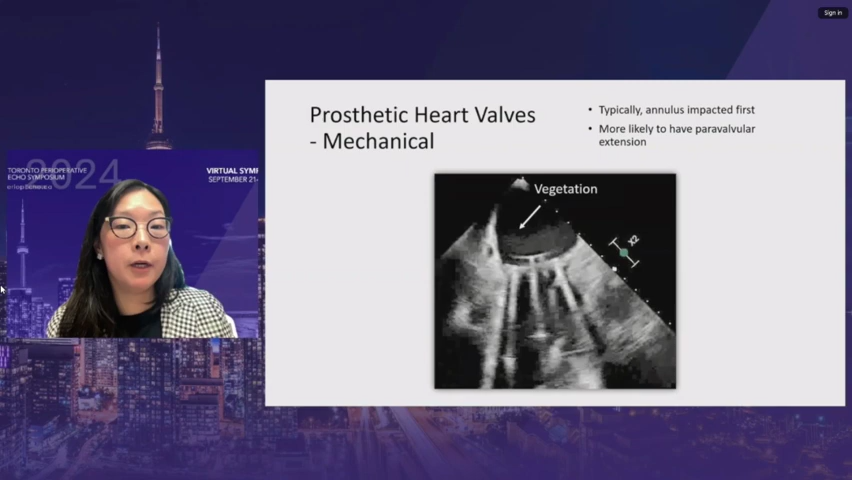 Sign in
Prosthetic Heart Valves
- Mechanical
• Typically, annulus impacted first
• More likely to have paravalvular
extension
Vegetation
x2
2024
TORONTO PERIOPERATIVE
ECHO SYMPOSIUM
VIRTUAL SYMP
SEPTEMBER 21-